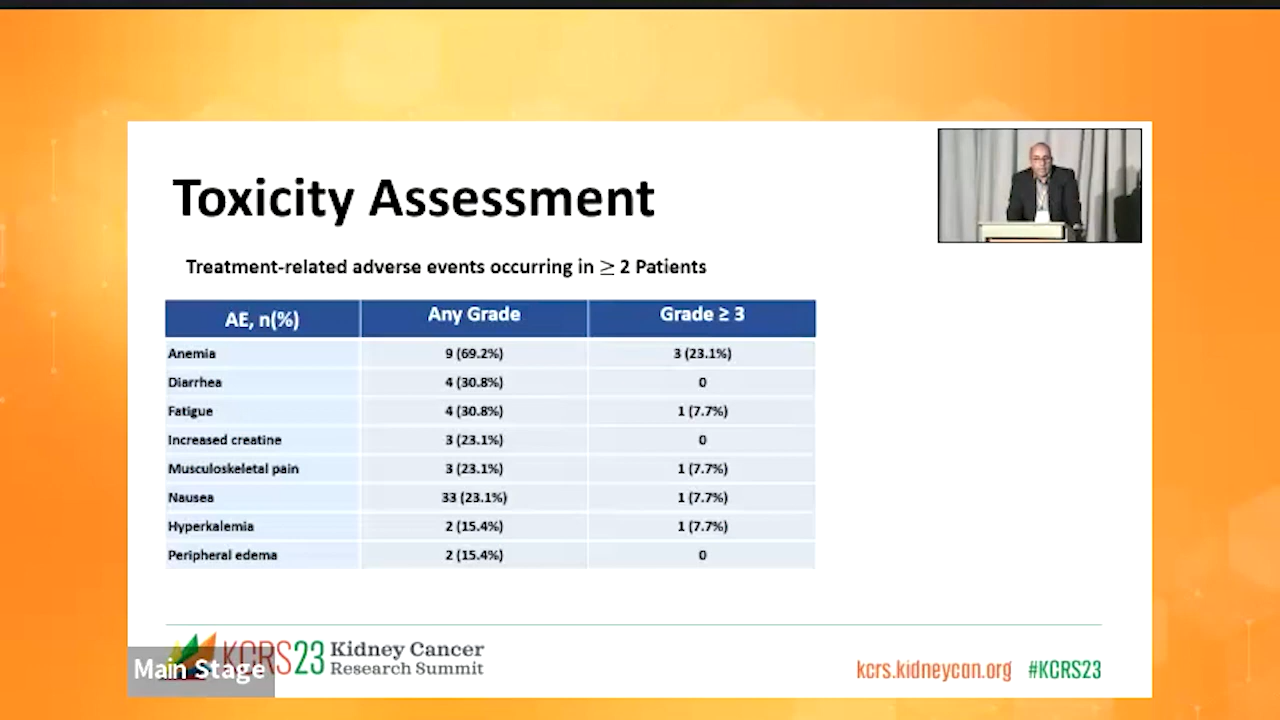 Toxicity Assessment
Treatment-related adverse events occurring in ≥ 2 Patients
AE, n(%) Any Grade Grade ≥ 3
Anemia 9 (69.2%) 3 (23.1%)
Diarrhea 4 (30.8%) 0
Fatigue 4 (30.8%) 1 (7.7%)
Increased creatine 3 (23.1%) 0
Musculoskeletal pain 3 (23.1%) 1 (7.7%)
Nausea 33 (23.1%) 1 (7.7%)
Hyperkalemia 2 (15.4%) 1 (7.7%)
Peripheral edema 2 (15.4%) 0
KCRS23 Kidney Cancer
Research Summit
Main Stage
kcrs.kidneycan.org #KCRS23